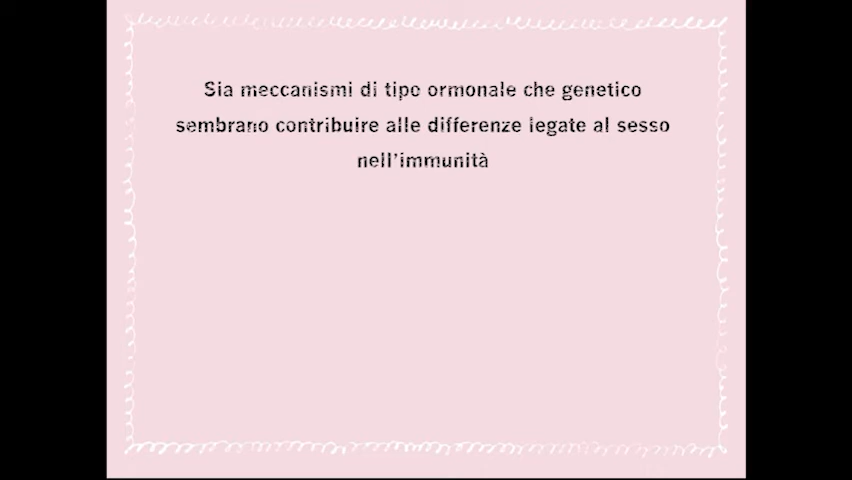 Sia meccanismi di tipo ormonale che genetico
sembrano contribuire alle differenze legate al sesso
nell'immunità